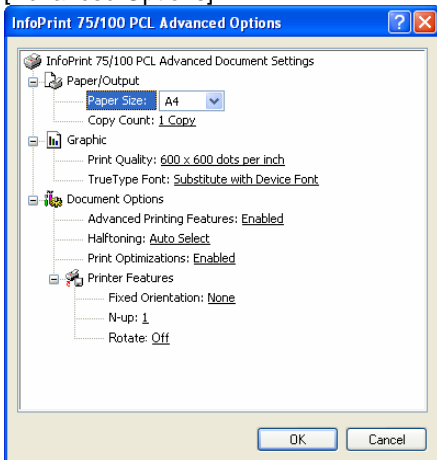 [Advanced Options]
InfoPrint 75/100 PCL Advanced Options
InfoPrint 75/100 PCL Advanced Document Settings
Paper/Output
Paper Size: A4
Copy Count: 1 Copy
Graphic
Print Quality: 600 x 600 dots per inch
TrueType Font: Substitute with Device Font
Document Options
Advanced Printing Features: Enabled
Halftoning: Auto Select
Print Optimizations: Enabled
Printer Features
Fixed Orientation: None
N-up: 1
Rotate: Off
OK Cancel